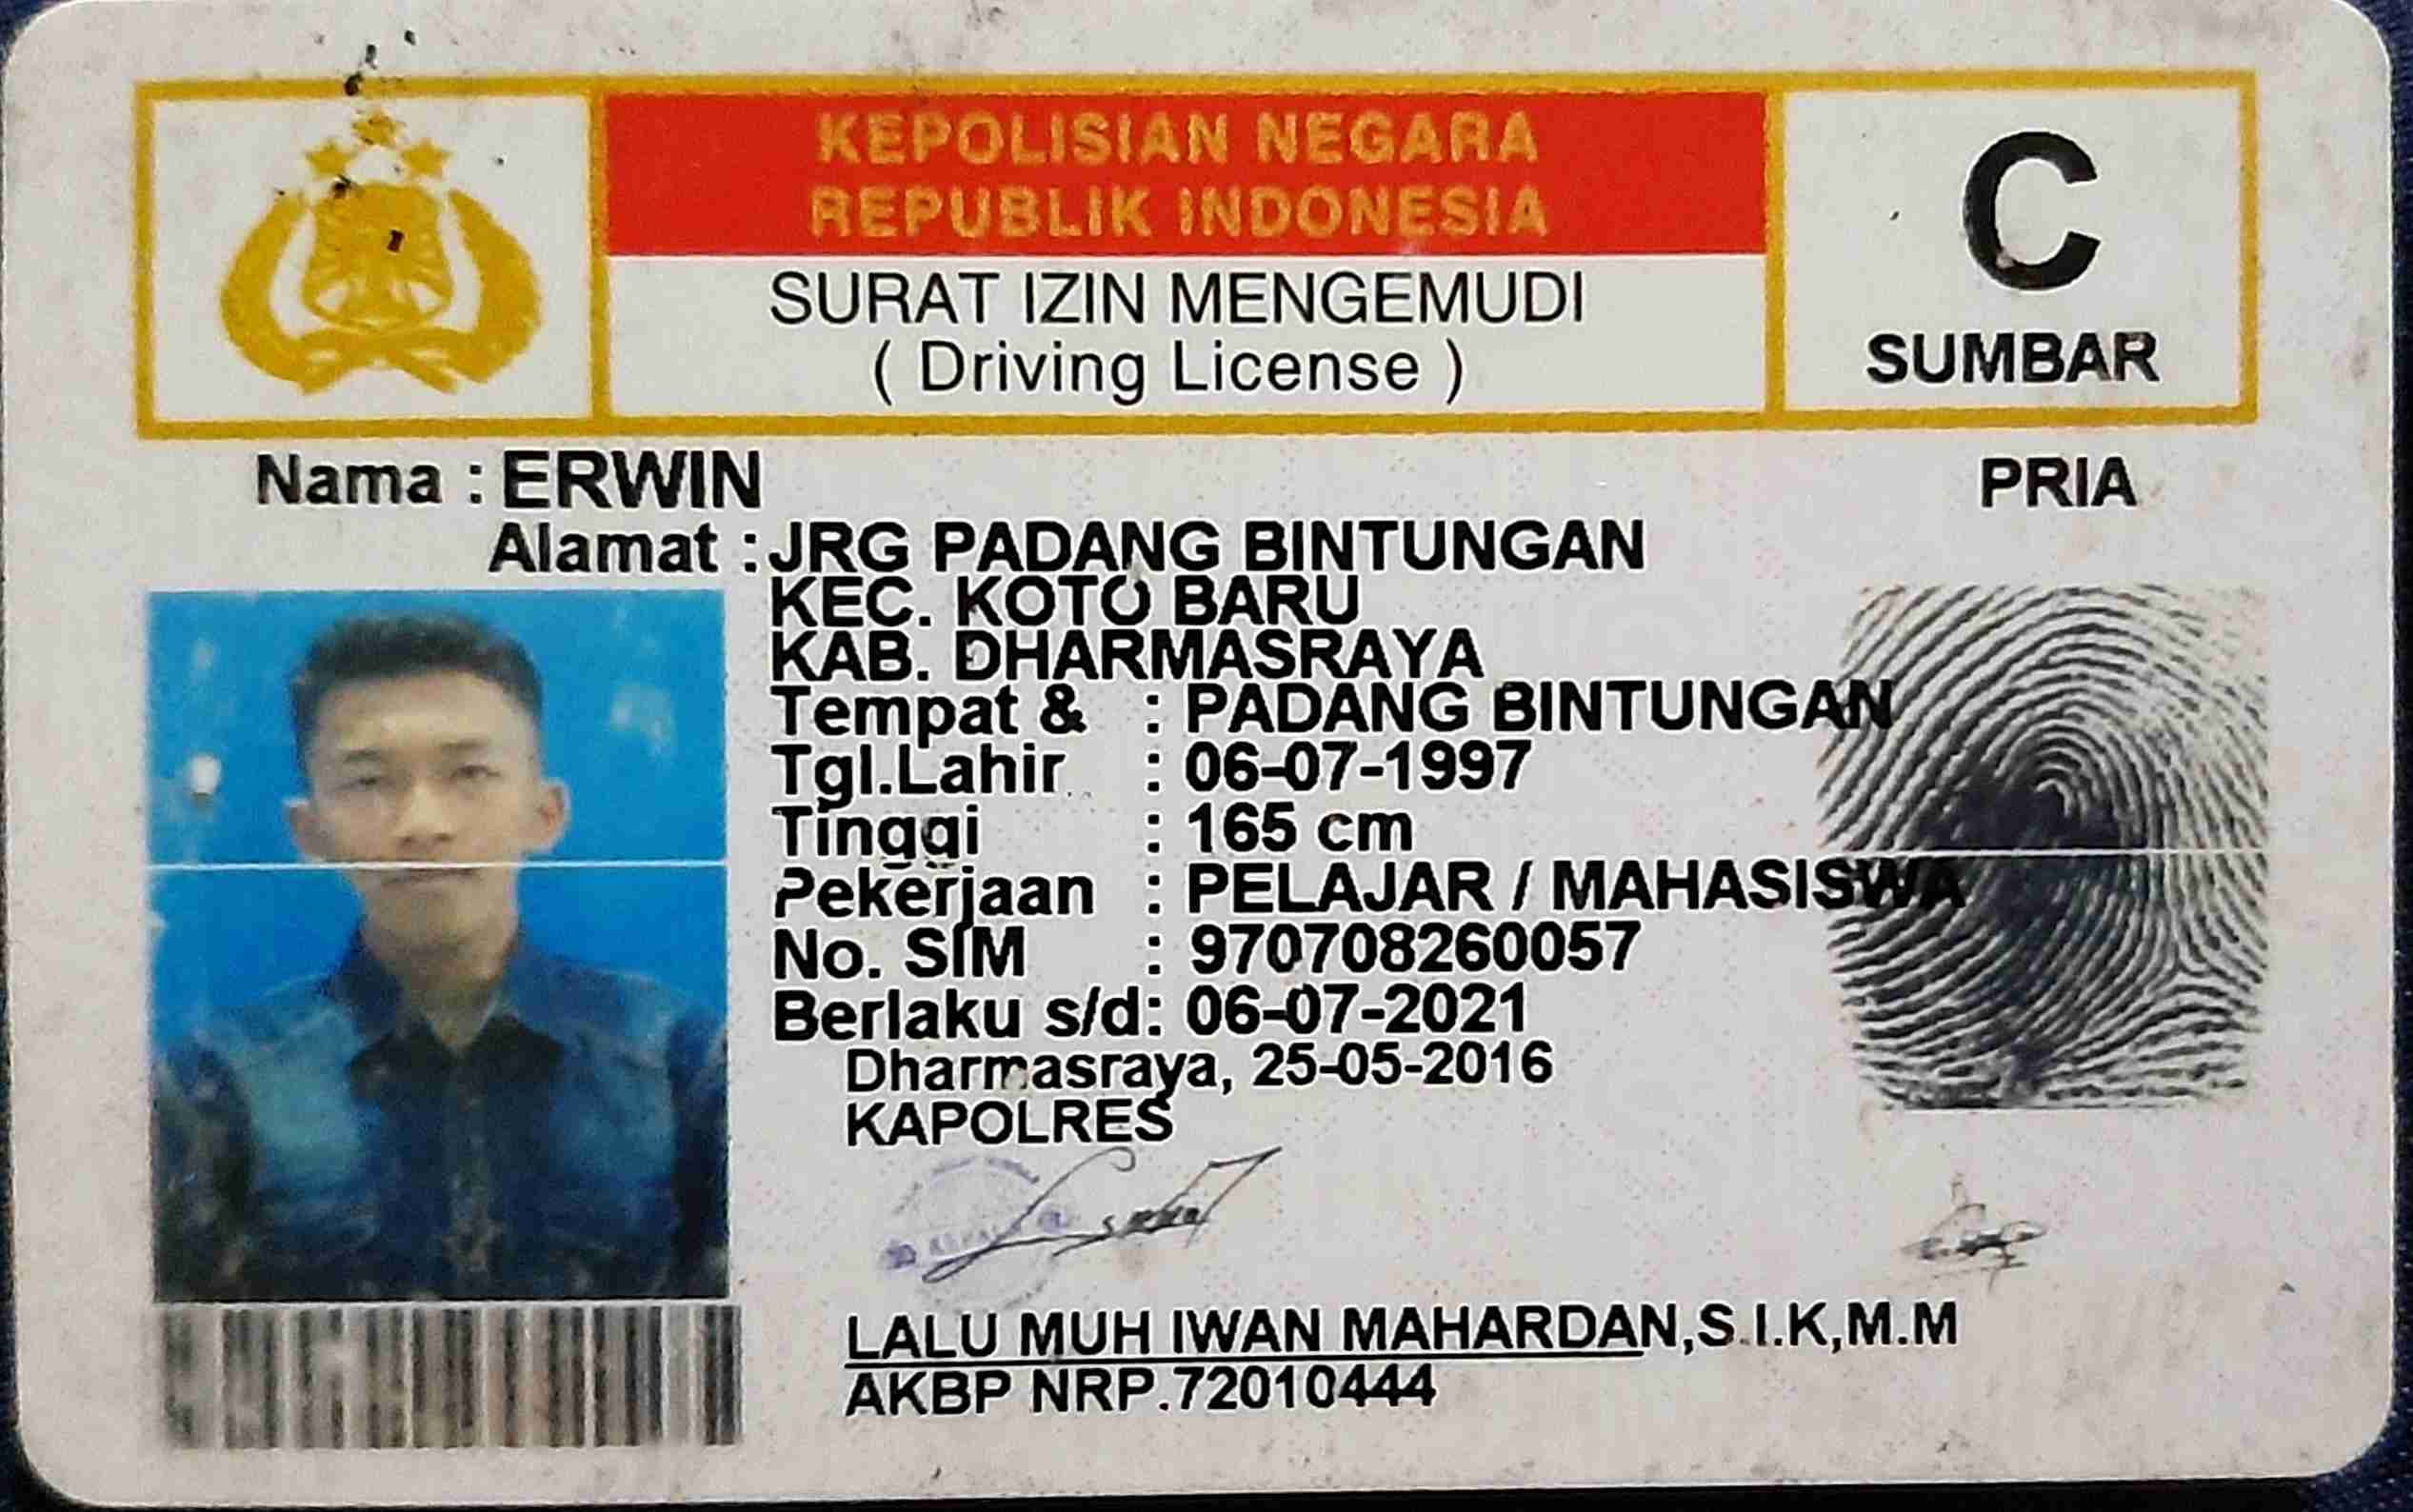 KEPOLISIAN NEGARA
REPUBLIK INDONESIA
SURAT IZIN MENGEMUDI
( Driving License )
C
SUMBAR
Nama : ERWIN
PRIA
Alamat : JRG PADANG BINTUNGAN
KEC. KOTO BARU
KAB. DHARMASRAYA
Tempat & : PADANG BINTUNGAN
Tgl.Lahir : 06-07-1997
Tinggi : 165 cm
Pekerjaan : PELAJAR / MAHASISWA
No. SIM : 970708260057
Berlaku s/d: 06-07-2021
Dharmasraya, 25-05-2016
KAPOLRES
LALU MUH IWAN MAHARDAN,S.I.K,M.M
AKBP NRP.72010444